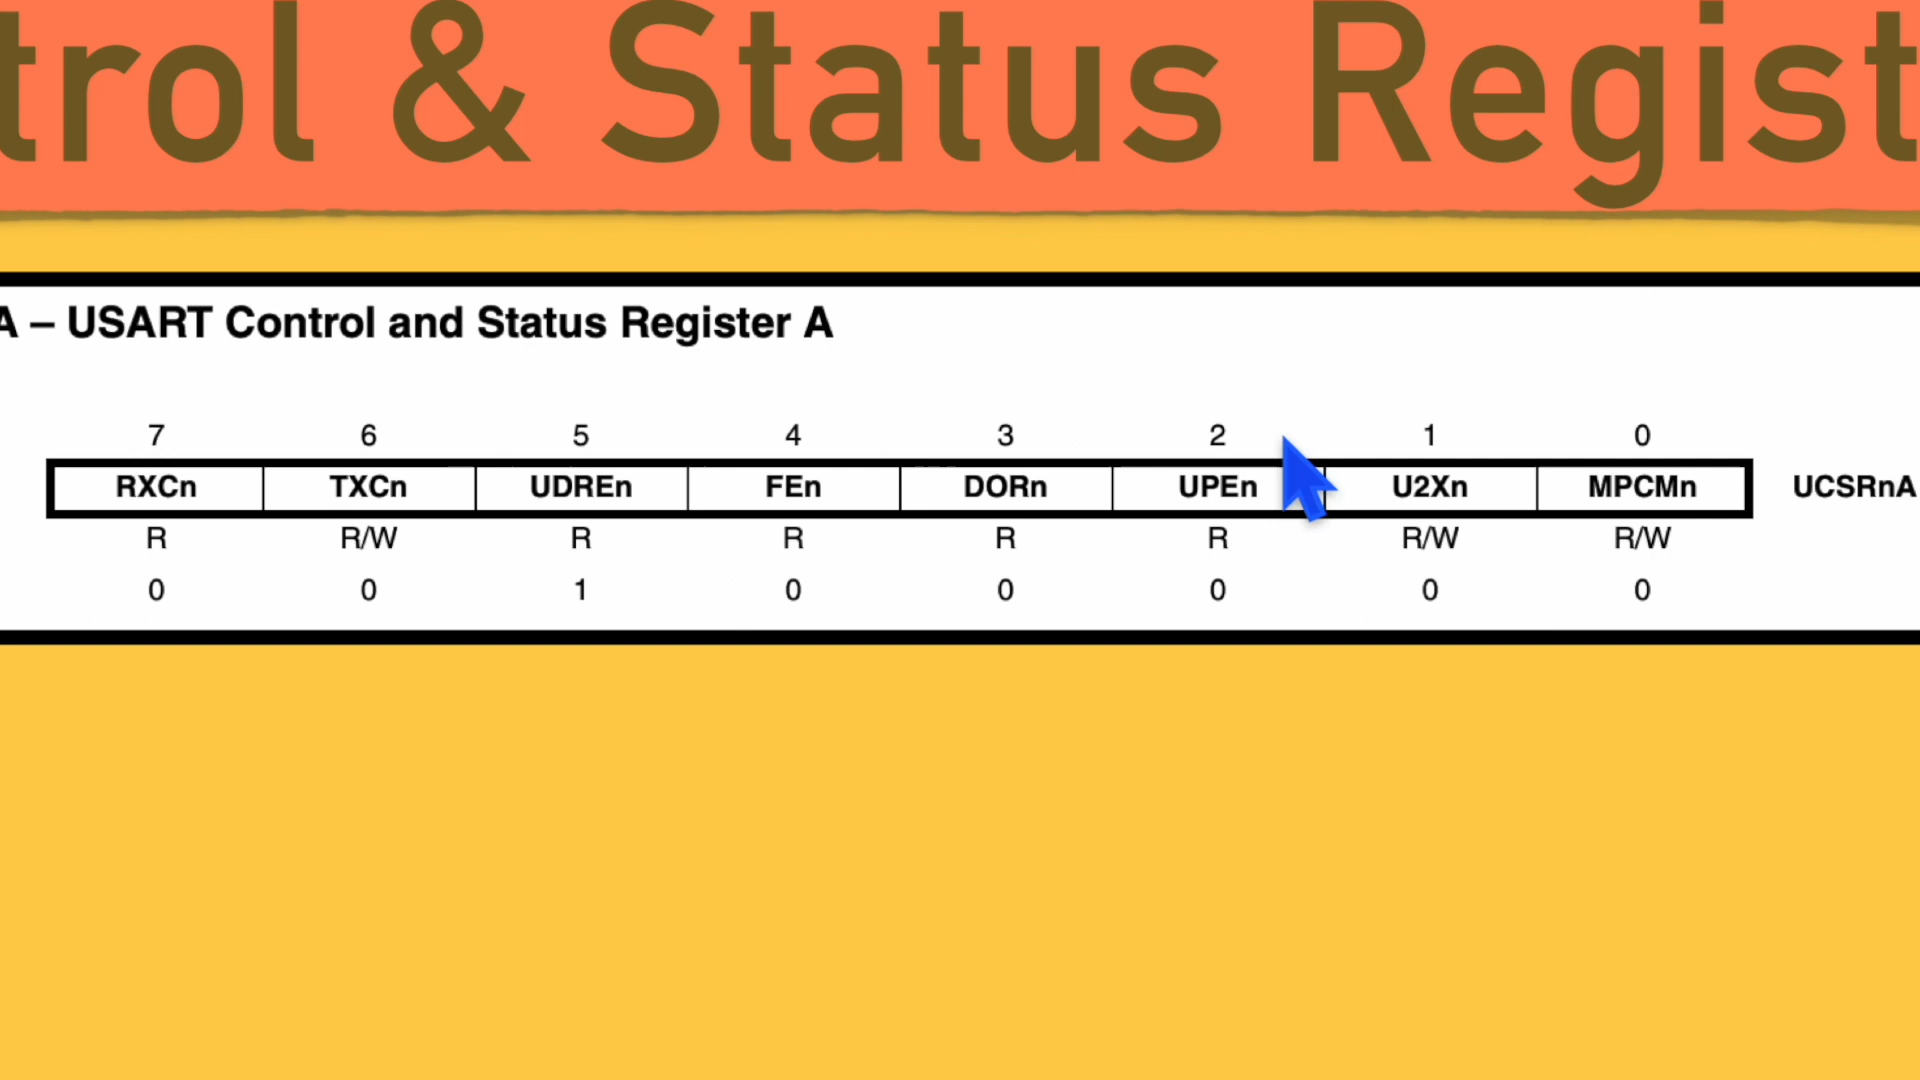 trol & Status Regist
A – USART Control and Status Register A
7 6 5 4 3 2 1 0
RXCn TXCn UDREn FEn DORn UPEn U2Xn MPCMn UCSRnA
R R/W R R R R R/W R/W
0 0 1 0 0 0 0 0